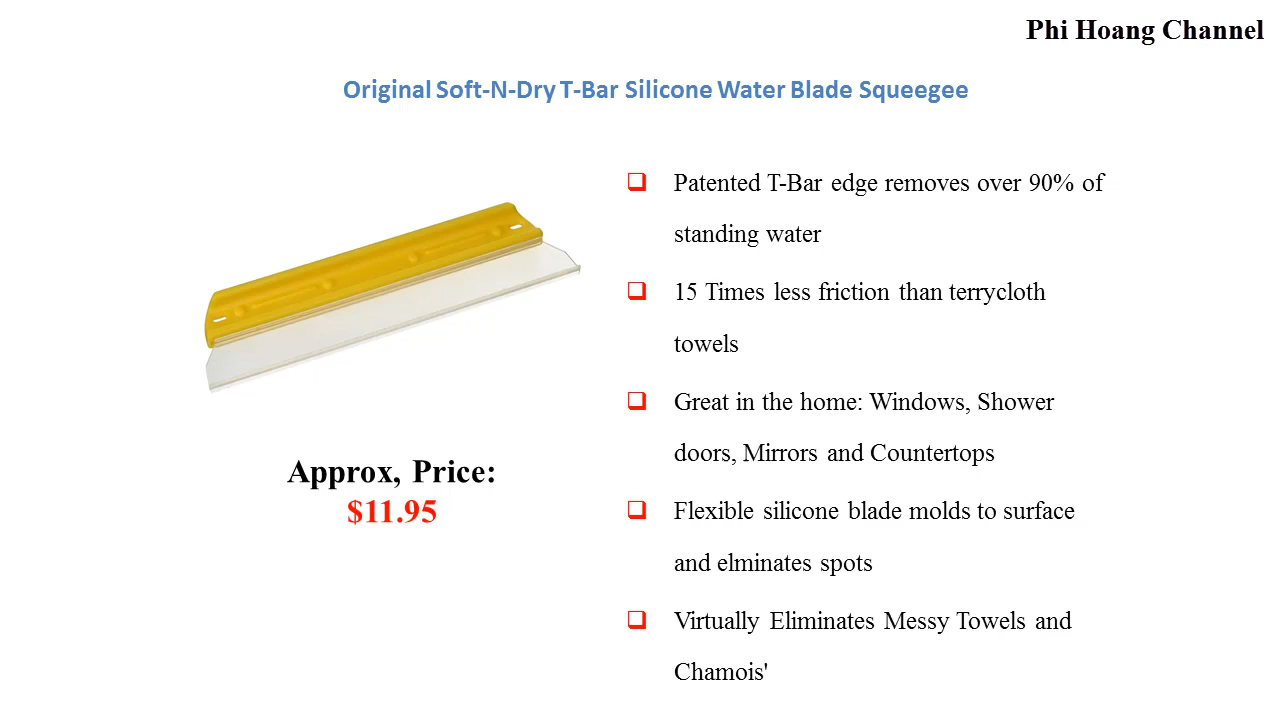 Phi Hoang Channel
Original Soft-N-Dry T-Bar Silicone Water Blade Squeegee
Patented T-Bar edge removes over 90% of
standing water
15 Times less friction than terrycloth
towels
Great in the home: Windows, Shower
doors, Mirrors and Countertops
Flexible silicone blade molds to surface
and elminates spots
Virtually Eliminates Messy Towels and
Chamois'
Approx, Price:
$11.95